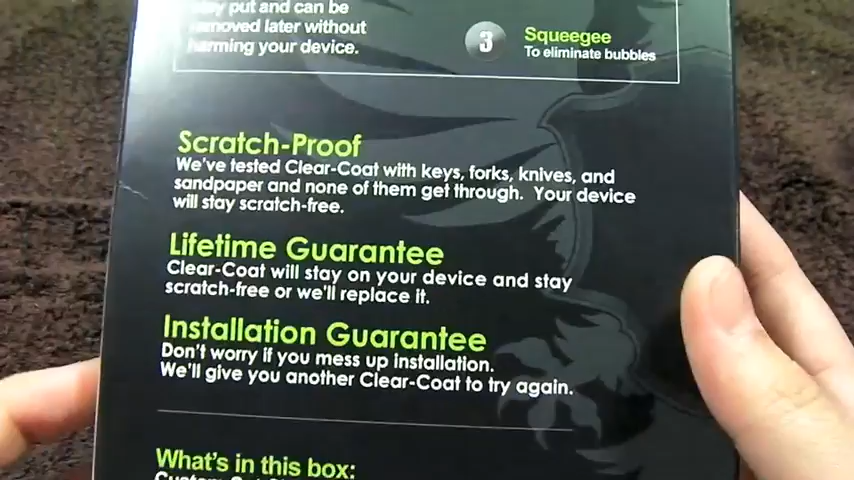 put and can be
removed later without
harming your device.
3
Squeegee
To eliminate bubbles
Scratch-Proof
We've tested Clear-Coat with keys, forks, knives, and
sandpaper and none of them get through. Your device
will stay scratch-free.
Lifetime Guarantee
Clear-Coat will stay on your device and stay
scratch-free or we'll replace it.
Installation Guarantee
Don't worry if you mess up installation.
We'll give you another Clear-Coat to try again.
What's in this box: